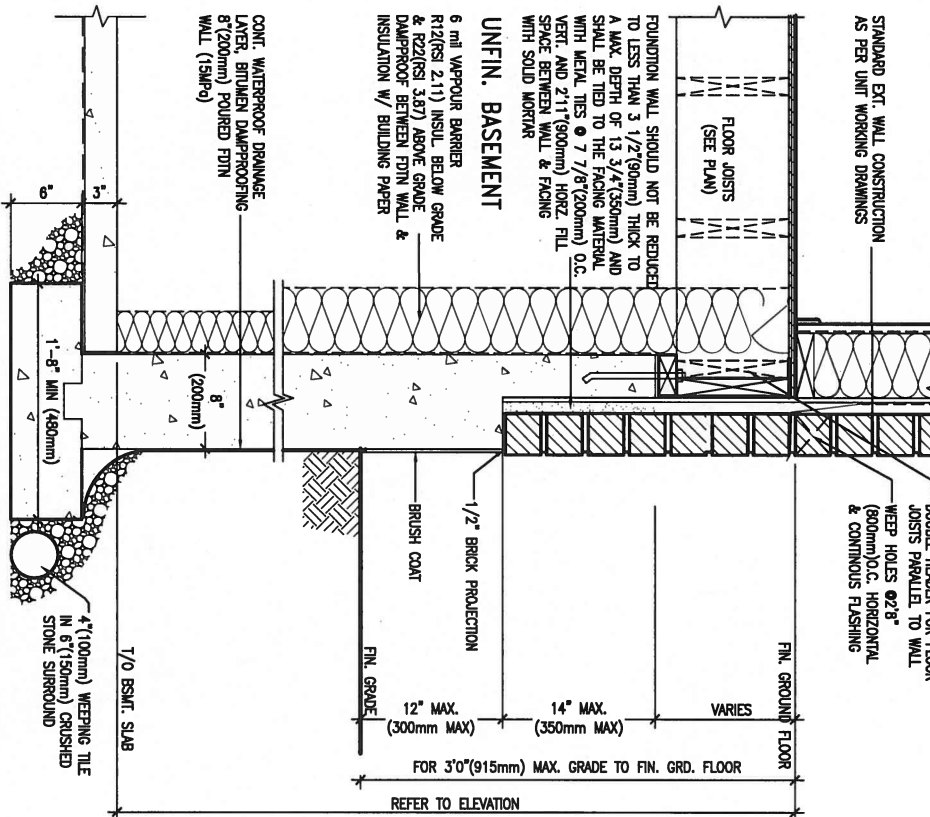 STANDARD EXT. WALL CONSTRUCTION
AS PER UNIT WORKING DRAWINGS
FLOOR JOISTS
(SEE PLAN)
FOUNDTION WALL SHOULD NOT BE REDUCED
TO LESS THAN 3 1/2"(90mm) THICK TO
A MAX. DEPTH OF 13 3/4"(350mm) AND
SHALL BE TIED TO THE FACING MATERIAL
WITH METAL TIES @ 7 7/8"(200mm) O.C.
VERT. AND 2'11"(900mm) HORZ. FILL
SPACE BETWEEN WALL & FACING
WITH SOLID MORTAR
UNFIN. BASEMENT
6 mil VAPPOUR BARRIER
R12(RSI 2.11) INSUL BELOW GRADE
& R22(RSI 3.87) ABOVE GRADE
DAMPPROOF BETWEEN FDTN WALL &
INSULATION W/ BUILDING PAPER
CONT. WATERPROOF DRAINAGE
LAYER, BITUMEN DAMPPROOFING
8"(200mm) POURED FDTN
WALL (15MPa)
6"
3"
1'-8" MIN (480mm)
8"
(200mm)
JOISTS PARALLEL TO WALL
WEEP HOLES @2'8"
(800mm)O.C. HORIZONTAL
& CONTINOUS FLASHING
1/2" BRICK PROJECTION
BRUSH COAT
4"(100mm) WEEPING TILE
IN 6"(150mm) CRUSHED
STONE SURROUND
T/O BSMT. SLAB
FIN. GRADE
FIN. GROUND FLOOR
12" MAX.
(300mm MAX)
14" MAX.
(350mm MAX)
VARIES
FOR 3'0"(915mm) MAX. GRADE TO FIN. GRD. FLOOR
REFER TO ELEVATION